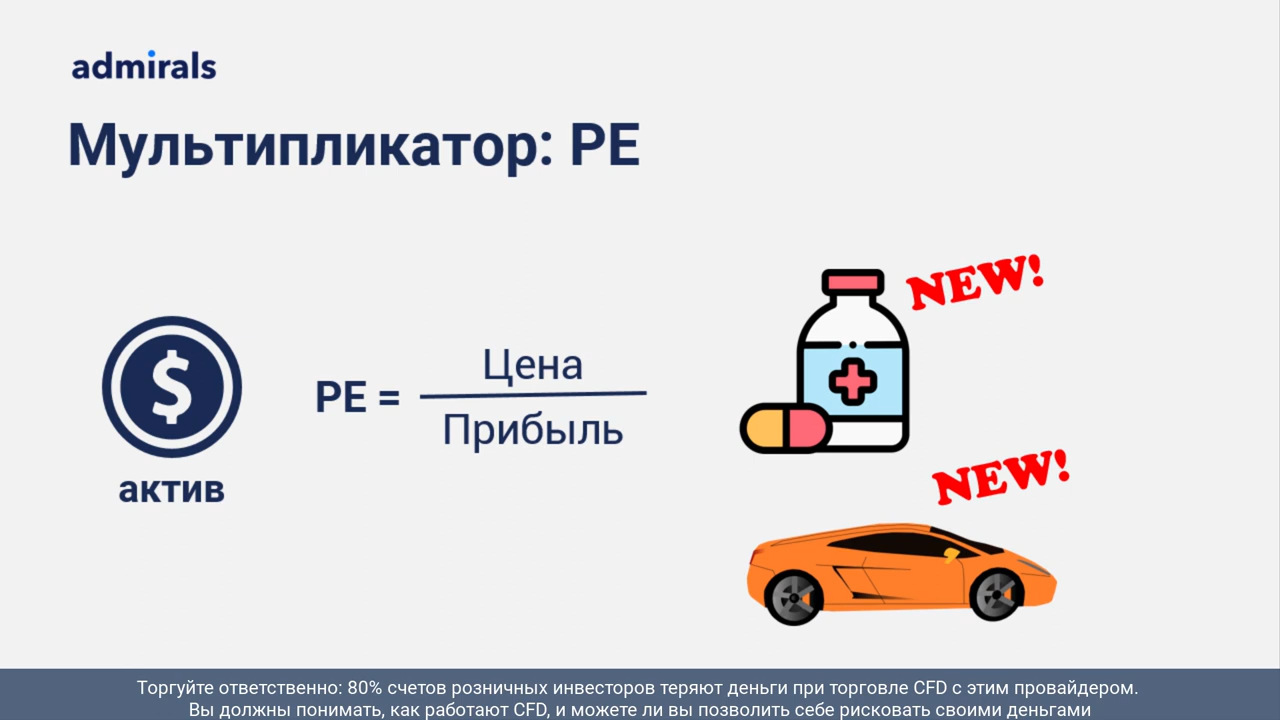 admirals
Мультипликатор: PE
$
актив
PE =
Цена
Прибыль
NEW!
NEW!
Торгуйте ответственно: 80% счетов розничных инвесторов теряют деньги при торговле CFD с этим провайдером.
Вы должны понимать, как работают CFD, и можете ли вы позволить себе рисковать своими деньгами